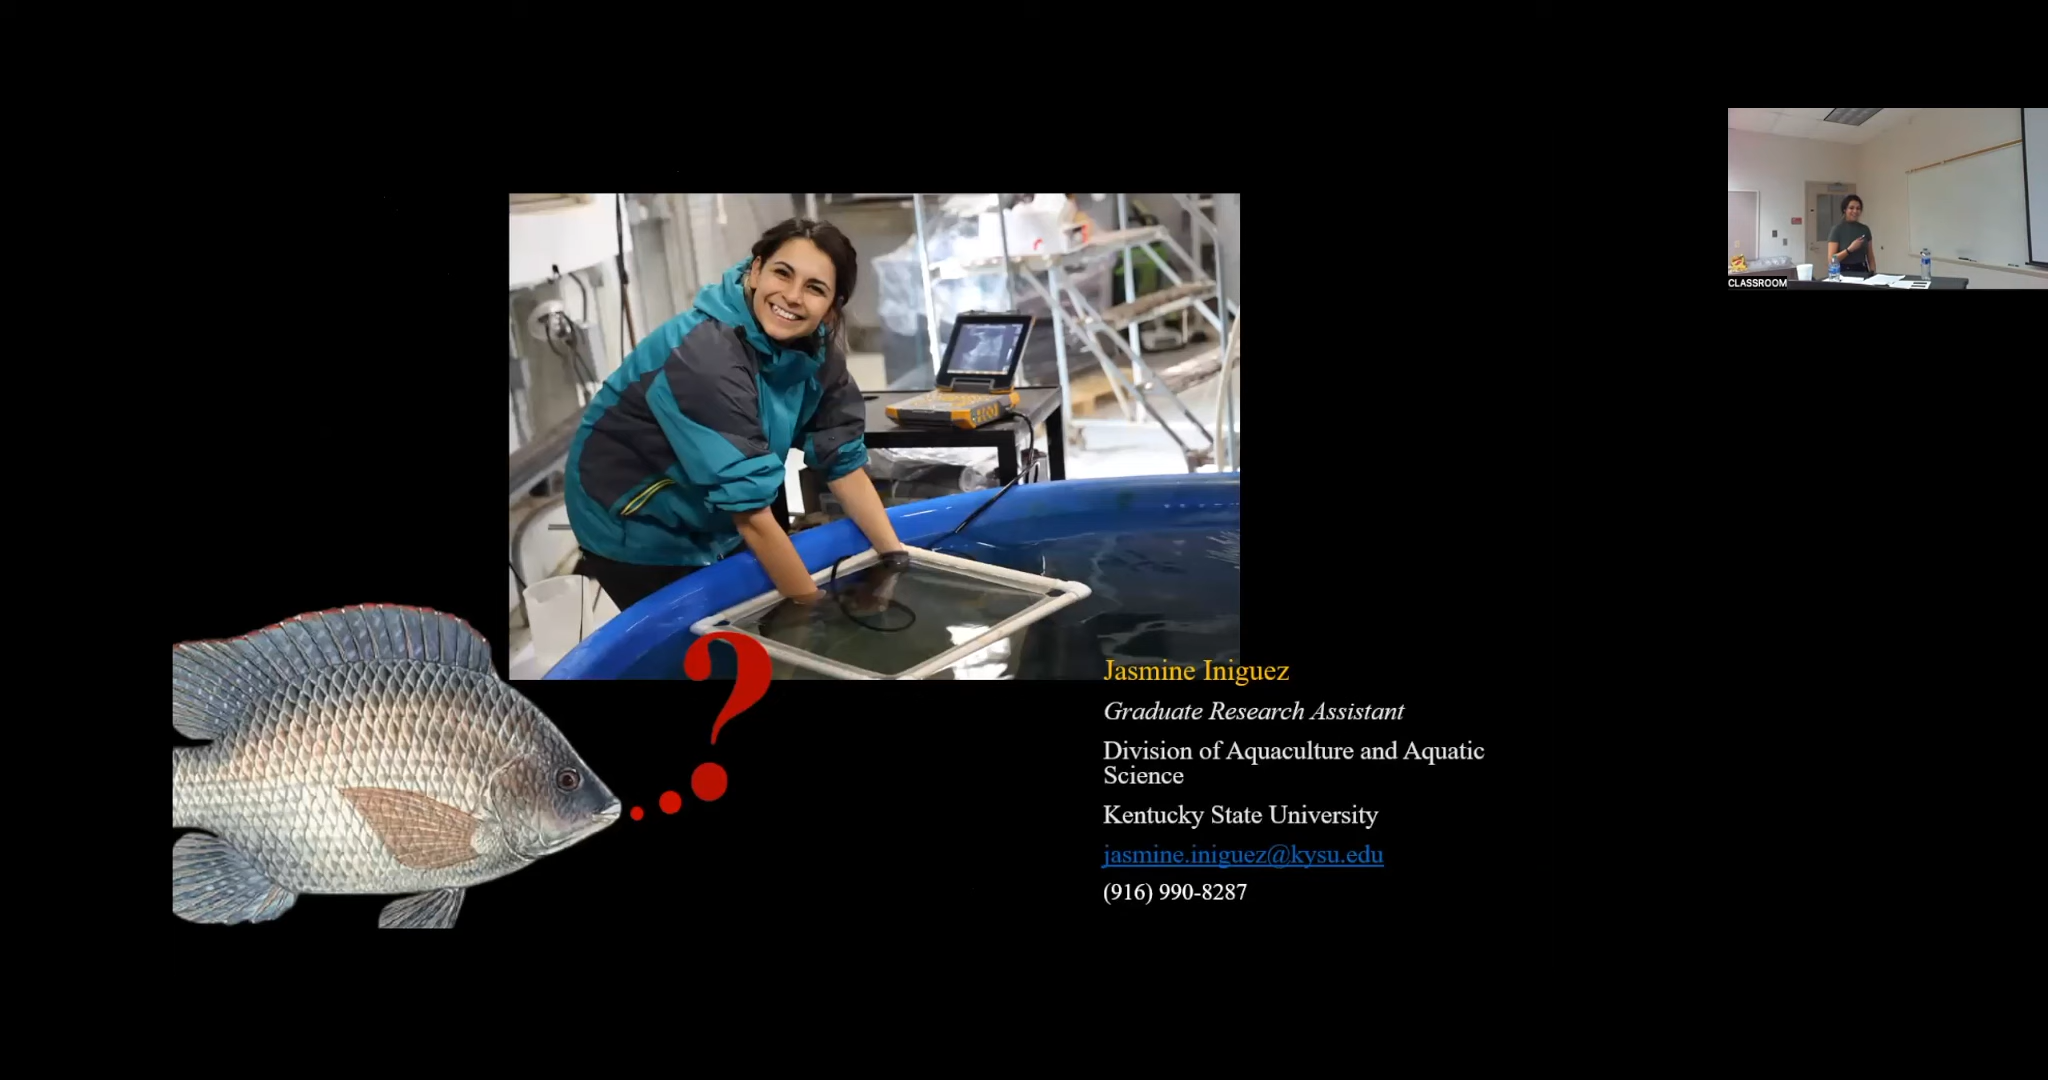 CLASSROOM
?
Jasmine Iniguez
Graduate Research Assistant
Division of Aquaculture and Aquatic
Science
Kentucky State University
jasmine.iniguez@kysu.edu
(916) 990-8287